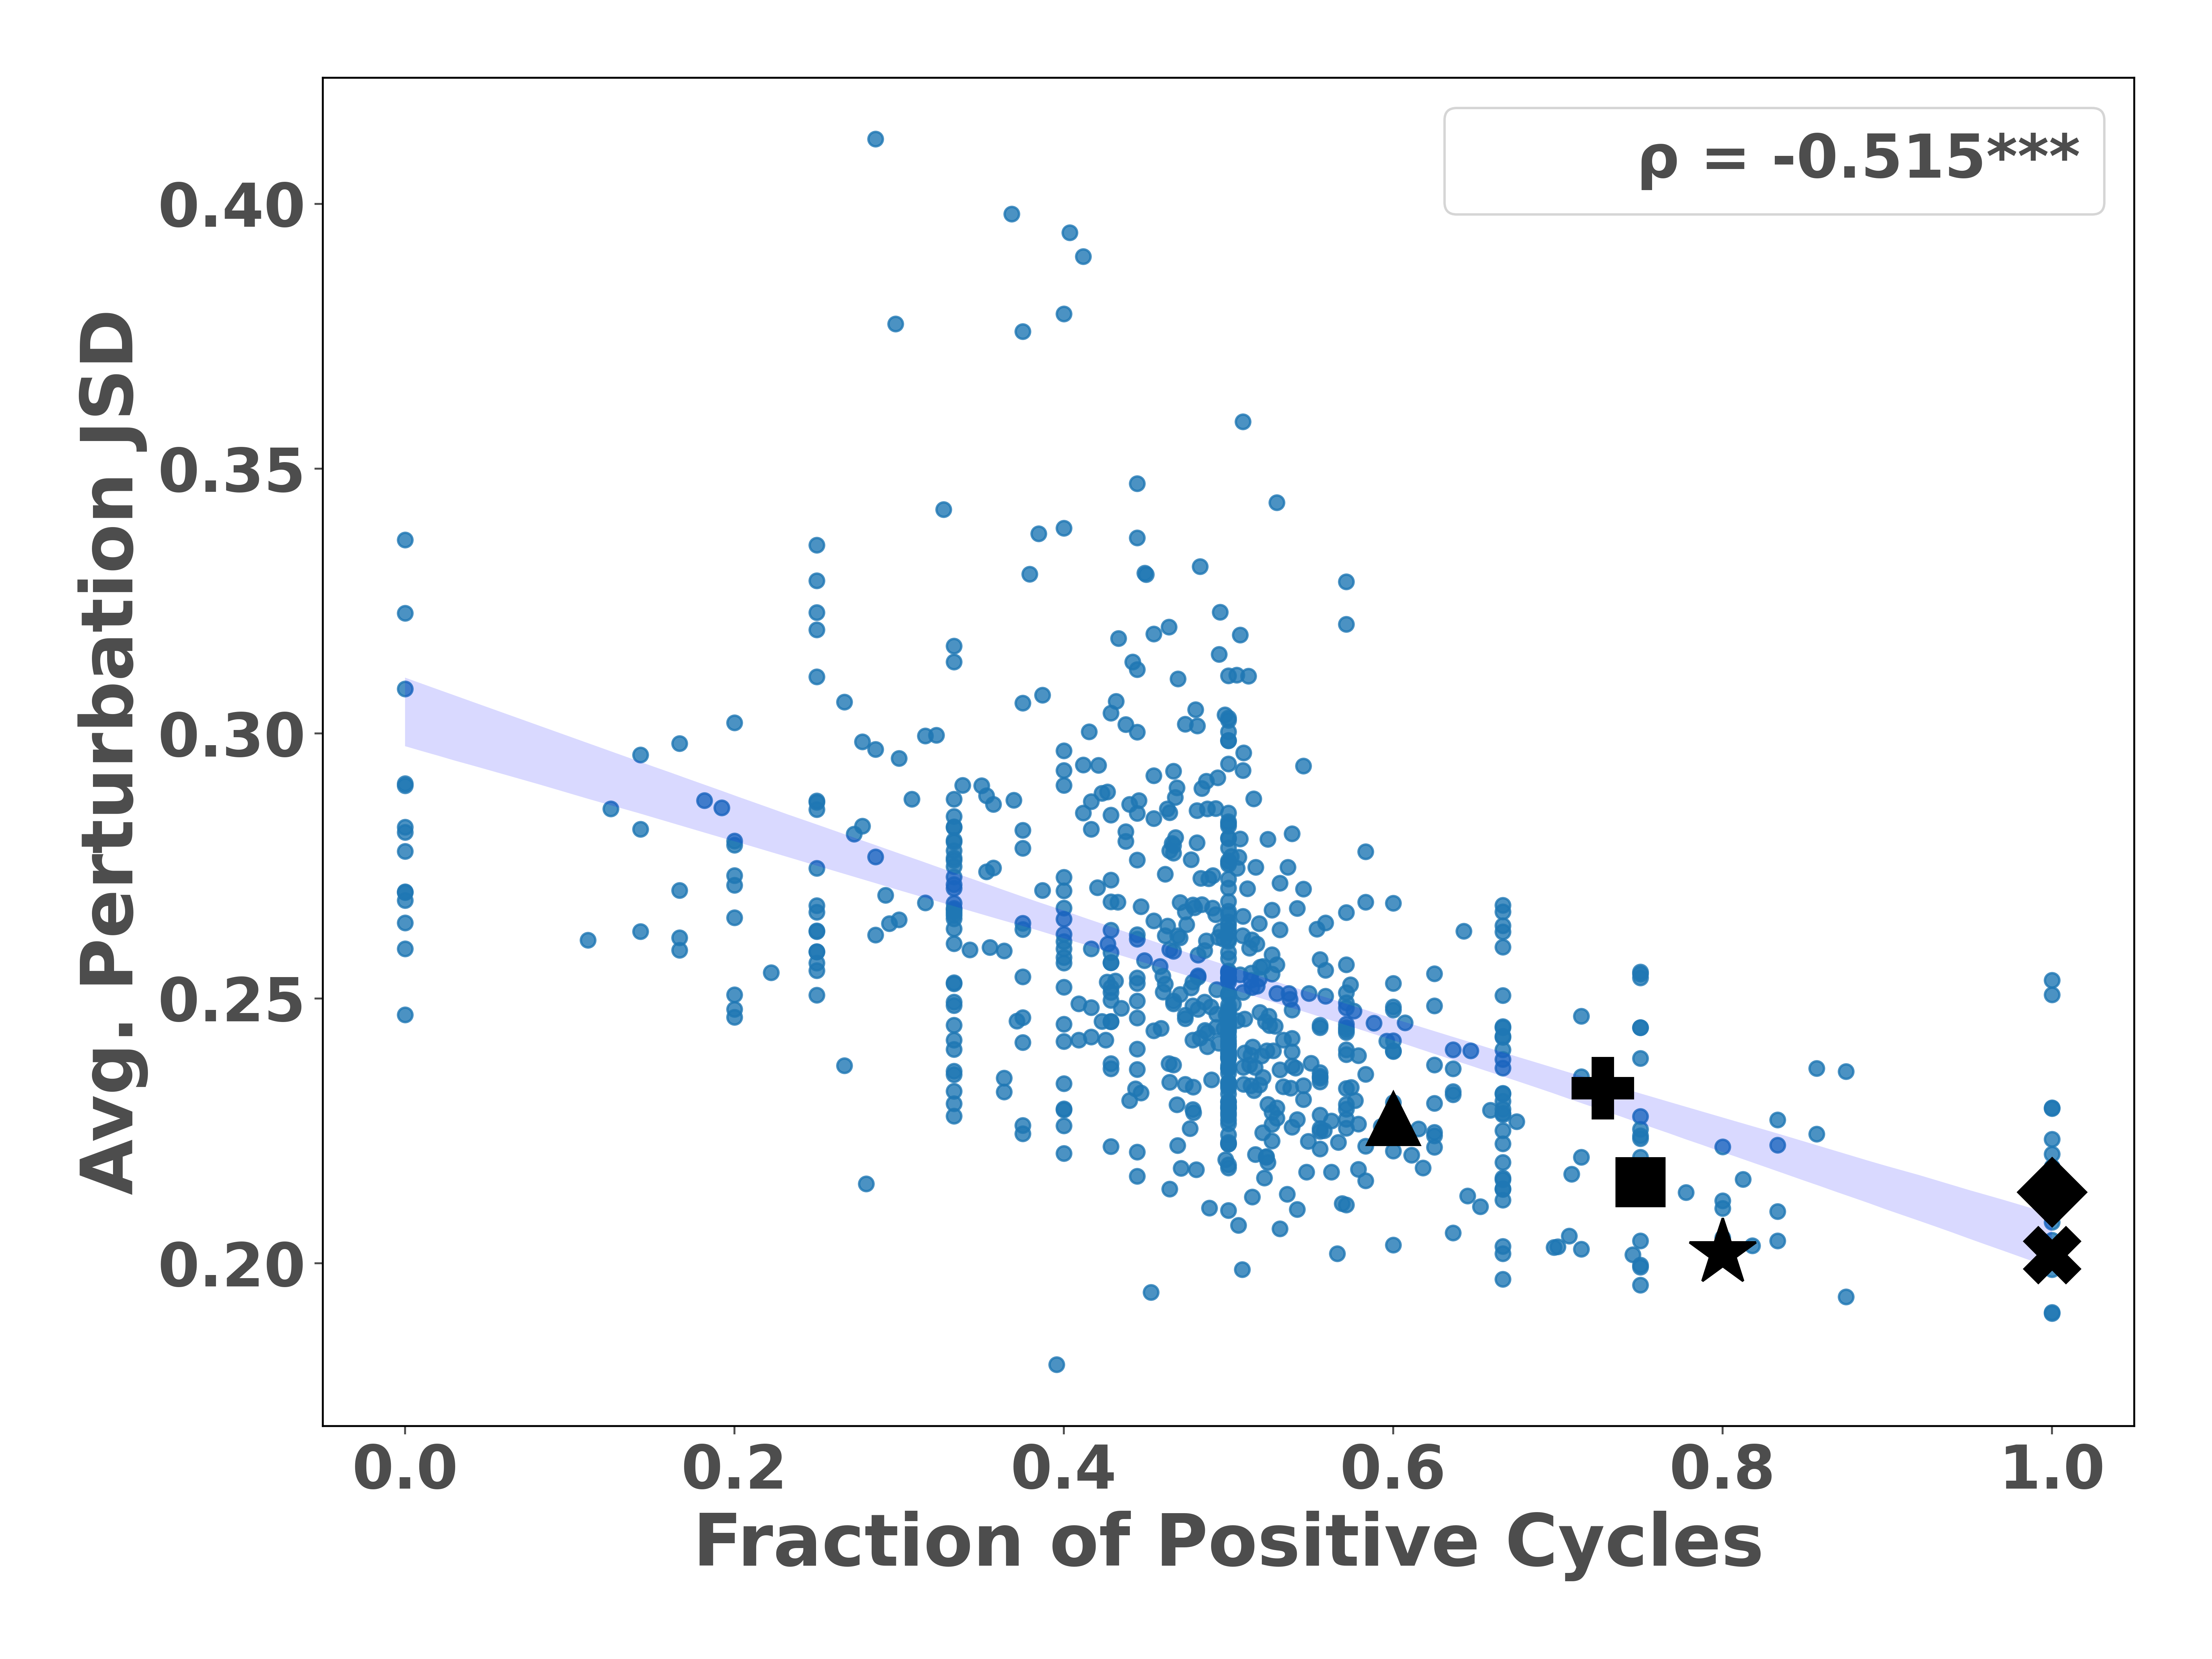 ρ = -0.515***
0.40
0.35
0.30
0.25
0.20
Avg. Perturbation JSD
0.0 0.2 0.4 0.6 0.8 1.0
Fraction of Positive Cycles